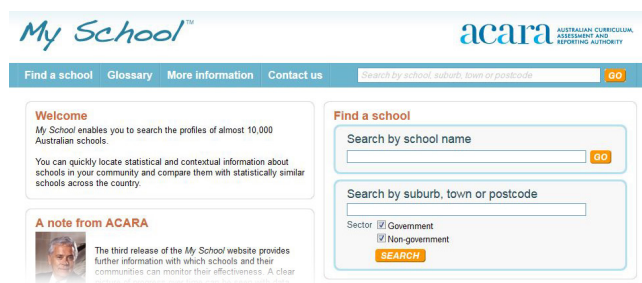 My School™
acara AUSTRALIAN CURRICULUM,
ASSESSMENT AND
REPORTING AUTHORITY
Find a school Glossary More information Contact us Search by school, suburb, town or postcode GO
Welcome
My School enables you to search the profiles of almost 10,000
Australian schools.
You can quickly locate statistical and contextual information about
schools in your community and compare them with statistically similar
schools across the country.
A note from ACARA
The third release of the My School website provides
further information with which schools and their
communities can monitor their effectiveness. A clear
Find a school
Search by school name
GO
Search by suburb, town or postcode
Sector Government
Non-government
SEARCH